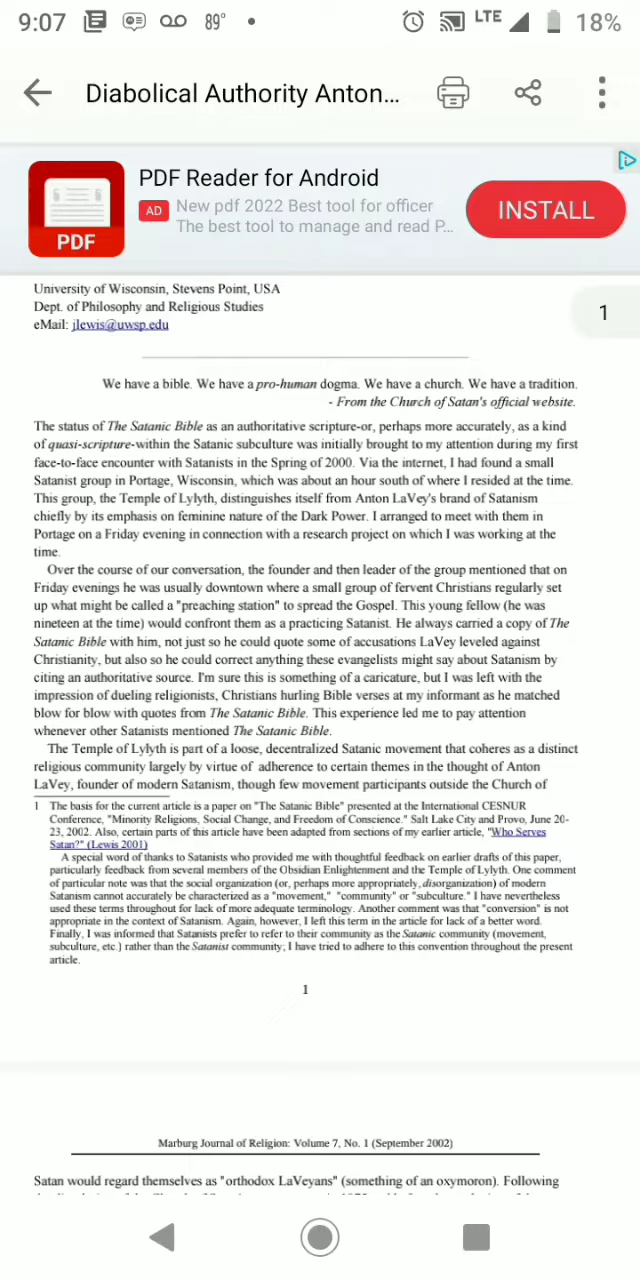 9:07 89° LTE 18%
Diabolical Authority Anton...
PDF Reader for Android
AD New pdf 2022 Best tool for officer
The best tool to manage and read P...
INSTALL
PDF
University of Wisconsin, Stevens Point, USA
Dept. of Philosophy and Religious Studies
eMail: jlewis@uwsp.edu
1
We have a bible. We have a pro-human dogma. We have a church. We have a tradition.
- From the Church of Satan's official website.
The status of The Satanic Bible as an authoritative scripture-or, perhaps more accurately, as a kind
of quasi-scripture-within the Satanic subculture was initially brought to my attention during my first
face-to-face encounter with Satanists in the Spring of 2000. Via the internet, I had found a small
Satanist group in Portage, Wisconsin, which was about an hour south of where I resided at the time.
This group, the Temple of Lylyth, distinguishes itself from Anton LaVey's brand of Satanism
chiefly by its emphasis on feminine nature of the Dark Power. I arranged to meet with them in
Portage on a Friday evening in connection with a research project on which I was working at the
time.
Over the course of our conversation, the founder and then leader of the group mentioned that on
Friday evenings he was usually downtown where a small group of fervent Christians regularly set
up what might be called a "preaching station" to spread the Gospel. This young fellow (he was
nineteen at the time) would confront them as a practicing Satanist. He always carried a copy of The
Satanic Bible with him, not just so he could quote some of accusations LaVey leveled against
Christianity, but also so he could correct anything these evangelists might say about Satanism by
citing an authoritative source. I'm sure this is something of a caricature, but I was left with the
impression of dueling religionists, Christians hurling Bible verses at my informant as he matched
blow for blow with quotes from The Satanic Bible. This experience led me to pay attention
whenever other Satanists mentioned The Satanic Bible.
The Temple of Lylyth is part of a loose, decentralized Satanic movement that coheres as a distinct
religious community largely by virtue of adherence to certain themes in the thought of Anton
LaVey, founder of modern Satanism, though few movement participants outside the Church of
1 The basis for the current article is a paper on "The Satanic Bible" presented at the International CESNUR
Conference, "Minority Religions, Social Change, and Freedom of Conscience." Salt Lake City and Provo, June 20-
23, 2002. Also, certain parts of this article have been adapted from sections of my earlier article, "Who Serves
Satan?" (Lewis 2001)
A special word of thanks to Satanists who provided me with thoughtful feedback on earlier drafts of this paper,
particularly feedback from several members of the Obsidian Enlightenment and the Temple of Lylyth. One comment
of particular note was that the social organization (or, perhaps more appropriately, disorganization) of modern
Satanism cannot accurately be characterized as a "movement," "community" or "subculture." I have nevertheless
used these terms throughout for lack of more adequate terminology. Another comment was that "conversion" is not
appropriate in the context of Satanism. Again, however, I left this term in the article for lack of a better word.
Finally, I was informed that Satanists prefer to refer to their community as the Satanic community (movement,
subculture, etc.) rather than the Satanist community; I have tried to adhere to this convention throughout the present
article.
1
Marburg Journal of Religion: Volume 7, No. 1 (September 2002)
Satan would regard themselves as "orthodox LaVeyans" (something of an oxymoron). Following